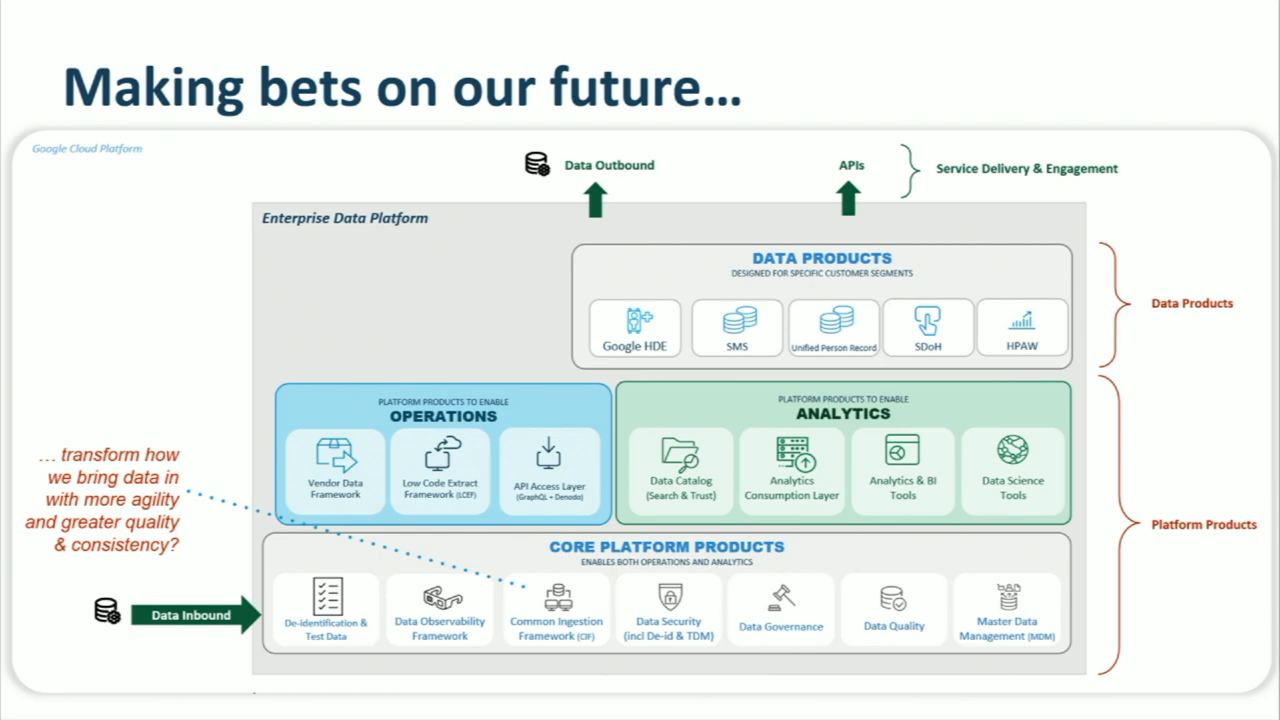 Making bets on our future...
Google Cloud Platform
Data Outbound
APIs
Service Delivery & Engagement
Enterprise Data Platform
DATA PRODUCTS
DESIGNED FOR SPECIFIC CUSTOMER SEGMENTS
Google HDE
SMS
Unified Person Record
SDoH
HPAW
Data Products
PLATFORM PRODUCTS TO ENABLE
OPERATIONS
Vendor Data
Framework
Low Code Extract
Framework (LCEF)
API Access Layer
(GraphQL + Denodo)
PLATFORM PRODUCTS TO ENABLE
ANALYTICS
Data Catalog
(Search & Trust)
Analytics
Consumption Layer
Analytics & BI
Tools
Data Science
Tools
Platform Products
... transform how
we bring data in
with more agility
and greater quality
& consistency?
CORE PLATFORM PRODUCTS
ENABLES BOTH OPERATIONS AND ANALYTICS
Data Inbound
De-identification &
Test Data
Data Observability
Framework
Common Ingestion
Framework (CIF)
Data Security
(incl De-id & TDM)
Data Governance
Data Quality
Master Data
Management (MDM)